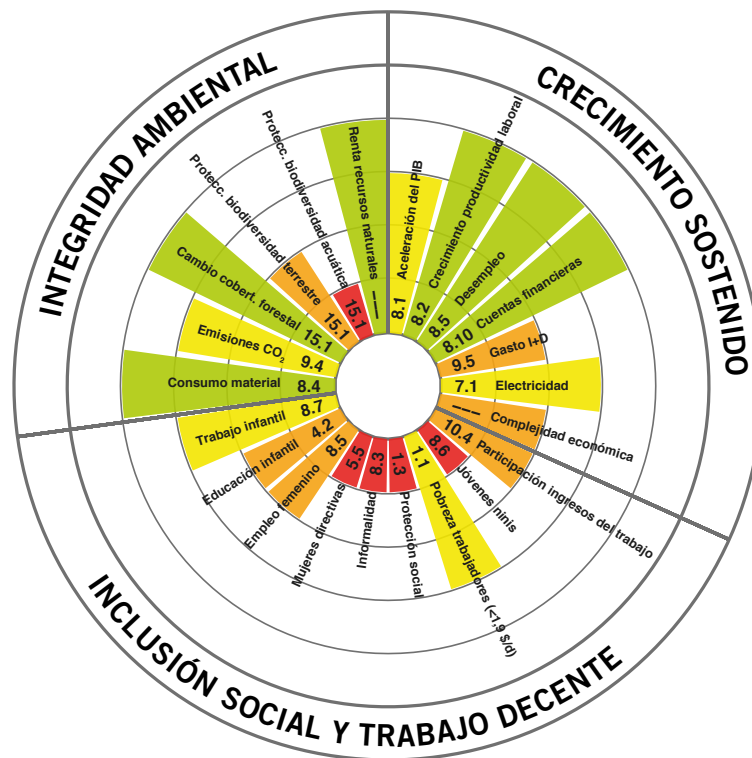 INTEGRIDAD AMBIENTAL
CRECIMIENTO SOSTENIDO
INCLUSIÓN SOCIAL Y TRABAJO DECENTE
Aceleración del PIB
8.1
Crecimiento productividad laboral
8.2
Desempleo
8.5
Cuentas financieras
8.10
Gasto I+D
9.5
Electricidad
7.1
Complejidad económica
----
Participación ingresos del trabajo
10.4
Jóvenes ninis
8.6
Pobreza trabajadores (<1,9 $/d)
1.1
Protección social
1.3
Informalidad
8.3
Mujeres directivas
5.5
Empleo femenino
8.5
Educación infantil
4.2
Trabajo infantil
8.7
Consumo material
8.4
Emisiones CO₂
9.4
Cambio cobert. forestal
15.1
Protecc. biodiversidad terrestre
15.1
Protecc. biodiversidad acuática
15.1
Renta recursos naturales
----